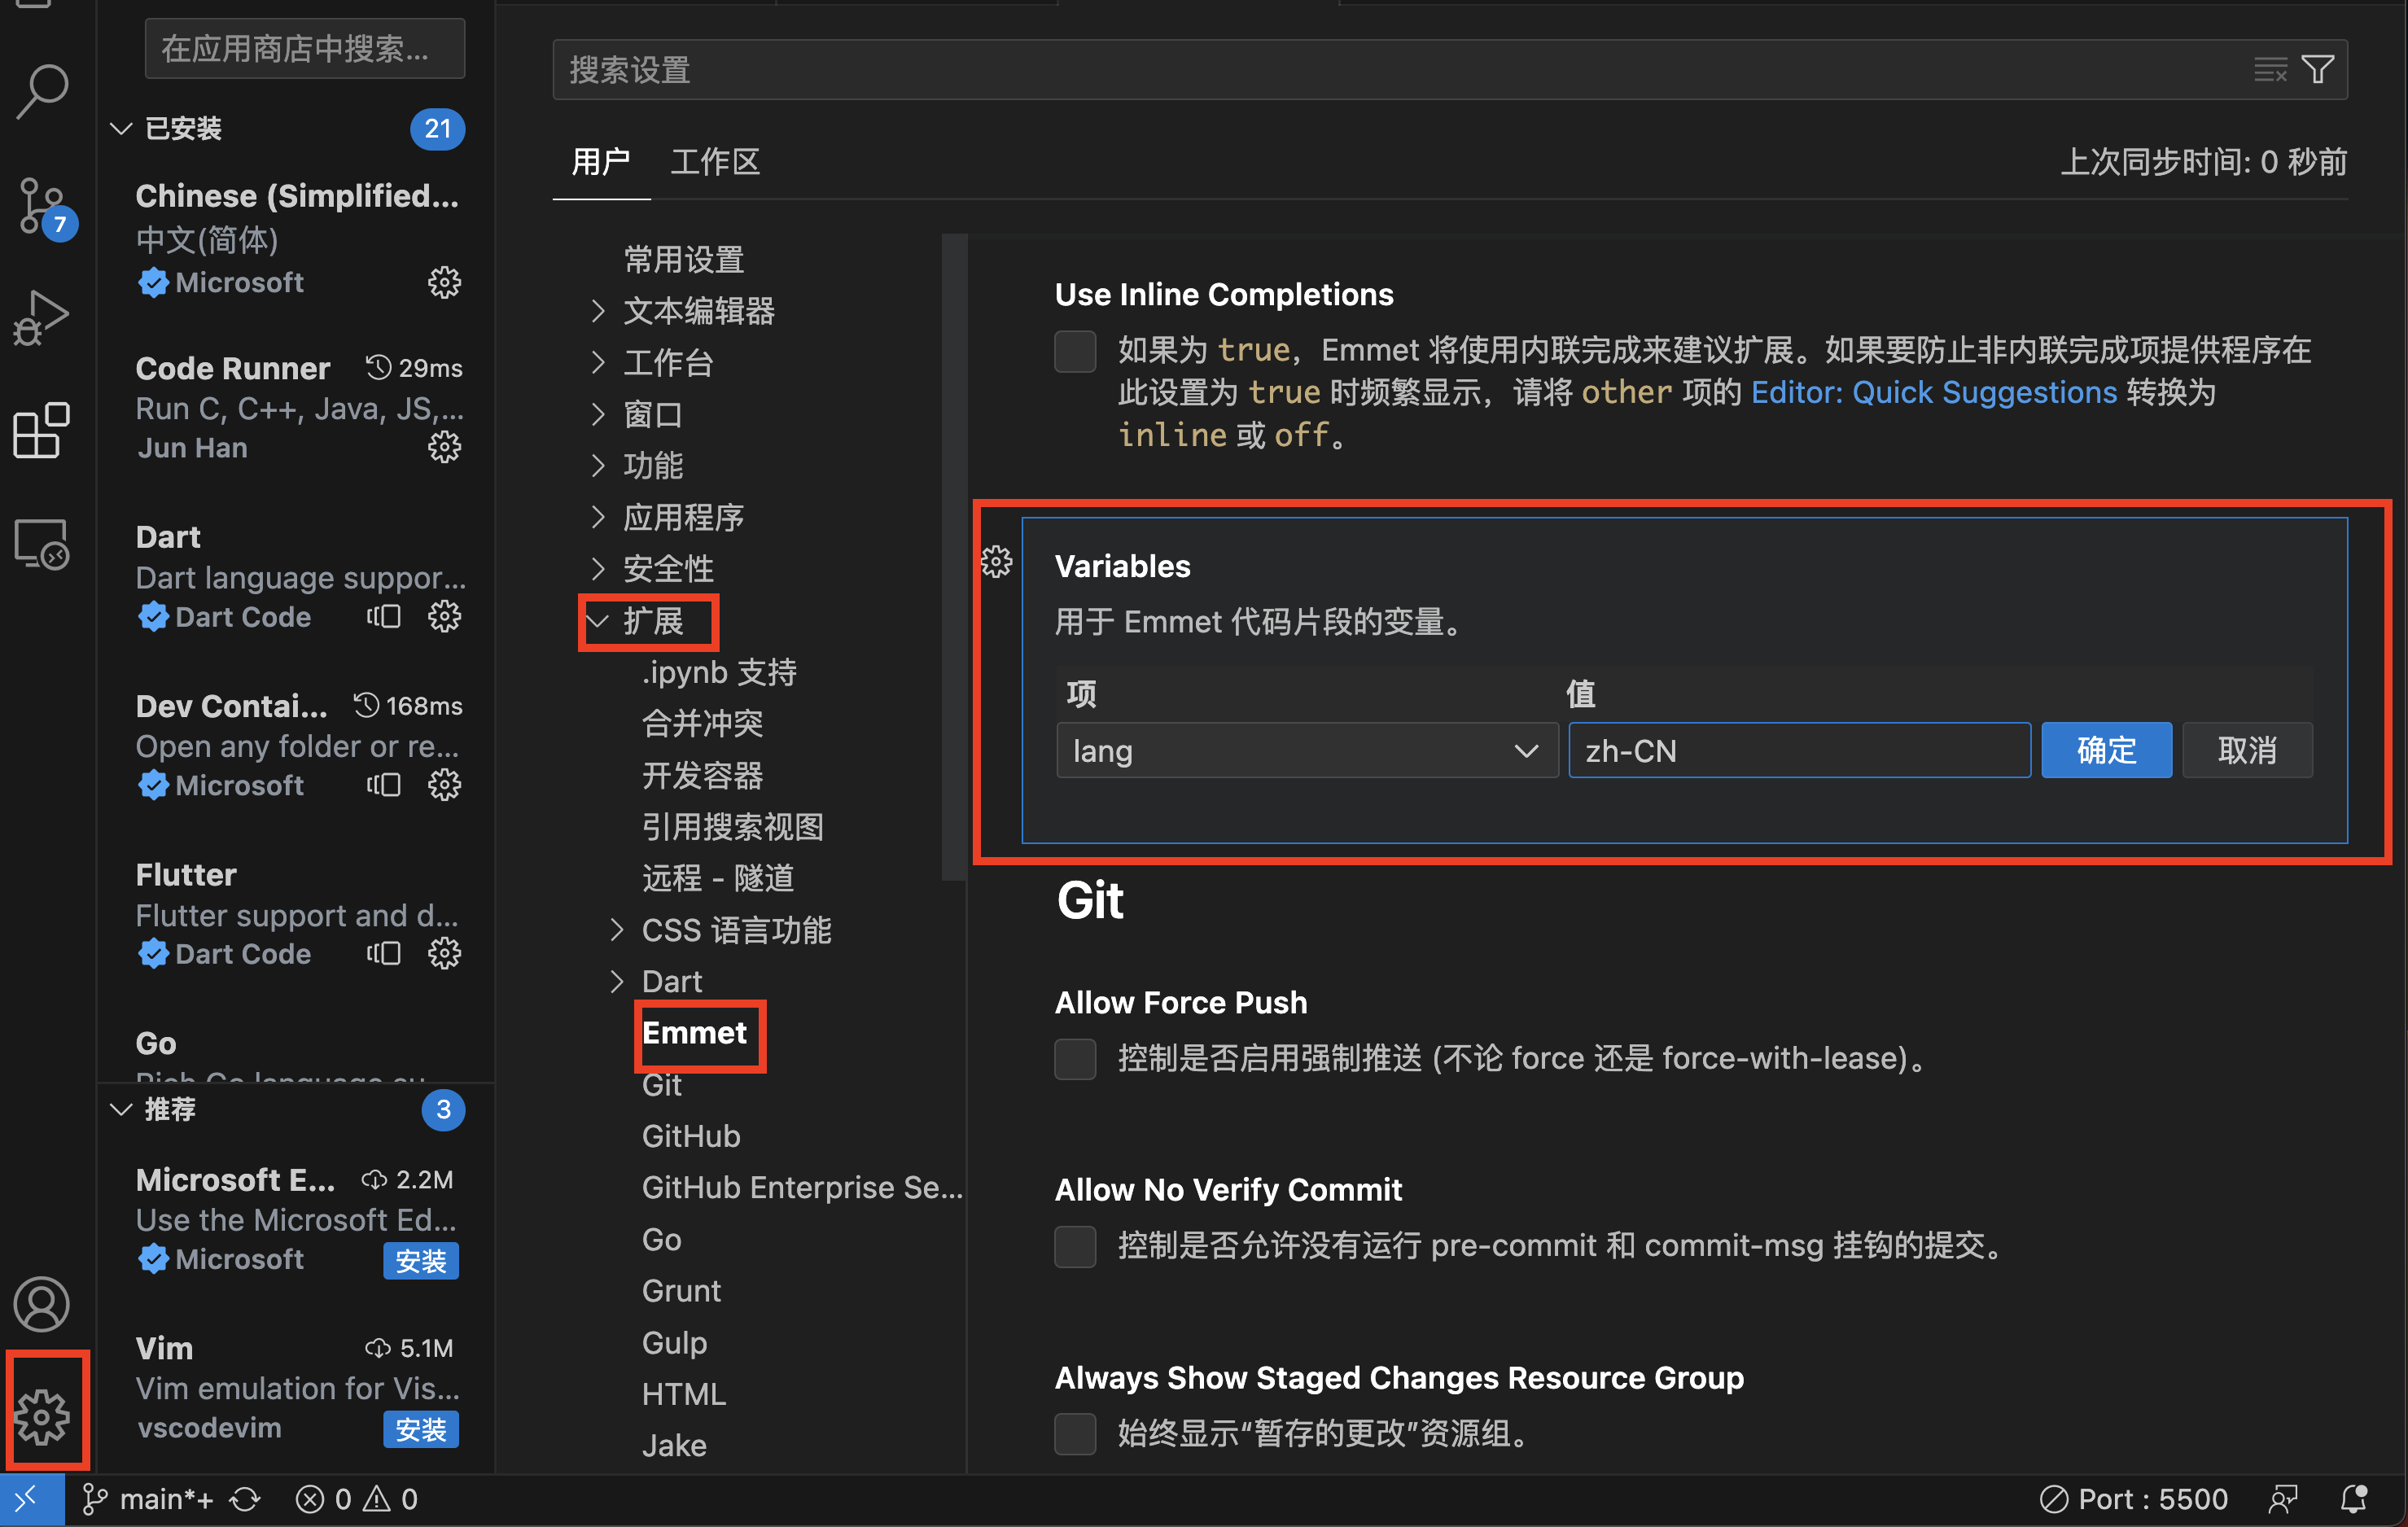 在应用商店中搜索...
已安装
21
Chinese (Simplified...
中文(简体)
Microsoft
Code Runner 29ms
Run C, C++, Java, JS,...
Jun Han
Dart
Dart language suppor...
Dart Code
Dev Contai... 168ms
Open any folder or re...
Microsoft
Flutter
Flutter support and d...
Dart Code
Go
推荐
3
Microsoft E... 2.2M
Use the Microsoft Ed...
Microsoft 安装
Vim 5.1M
Vim emulation for Vis...
vscodevim 安装
7
搜索设置
用户 工作区
上次同步时间: 0 秒前
常用设置
文本编辑器
工作台
窗口
功能
应用程序
安全性
扩展
.ipynb 支持
合并冲突
开发容器
引用搜索视图
远程 - 隧道
CSS 语言功能
Dart
Emmet
Git
GitHub
GitHub Enterprise Se...
Go
Grunt
Gulp
HTML
Jake
Use Inline Completions
如果为 true，Emmet 将使用内联完成来建议扩展。如果要防止非内联完成项提供程序在
此设置为 true 时频繁显示，请将 other 项的 Editor: Quick Suggestions 转换为
inline 或 off。
Variables
用于 Emmet 代码片段的变量。
项 值
lang zh-CN 确定 取消
Git
Allow Force Push
控制是否启用强制推送 (不论 force 还是 force-with-lease)。
Allow No Verify Commit
控制是否允许没有运行 pre-commit 和 commit-msg 挂钩的提交。
Always Show Staged Changes Resource Group
始终显示“暂存的更改”资源组。
main*+ 0 0
Port : 5500